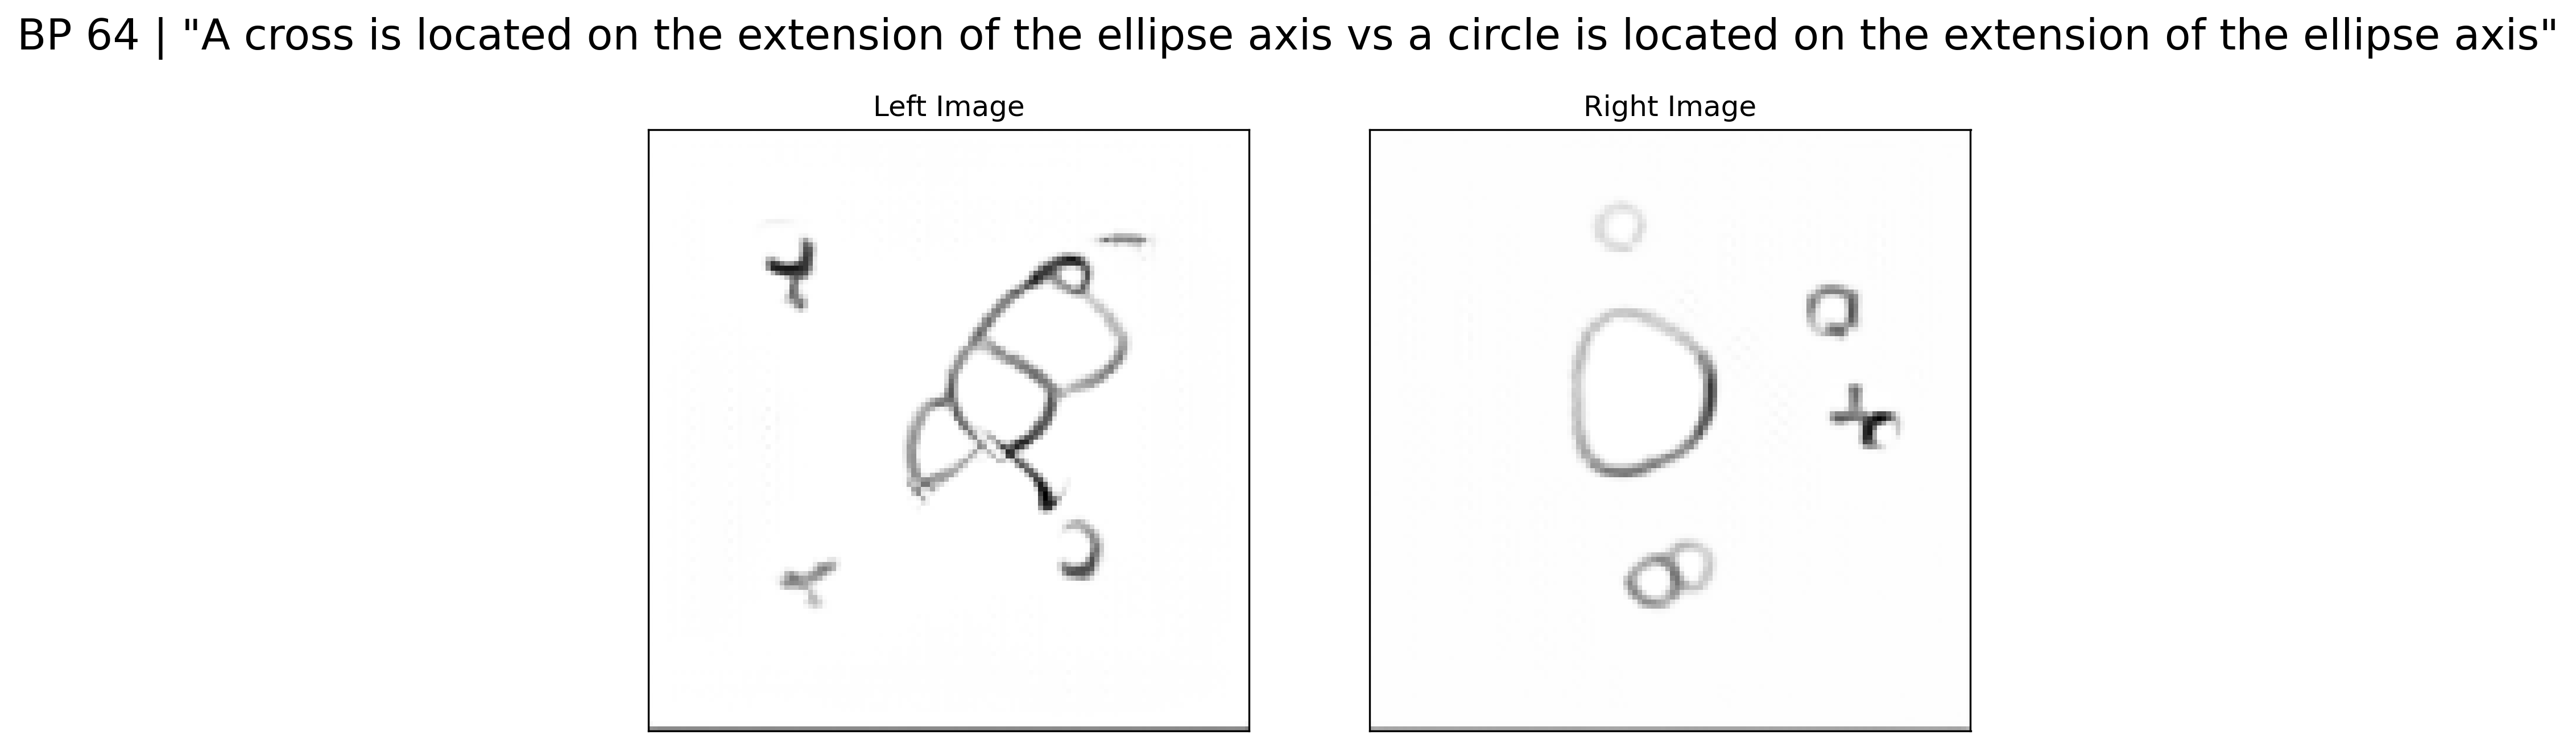 BP 64 | "A cross is located on the extension of the ellipse axis vs a circle is located on the extension of the ellipse axis"
Left Image
Right Image